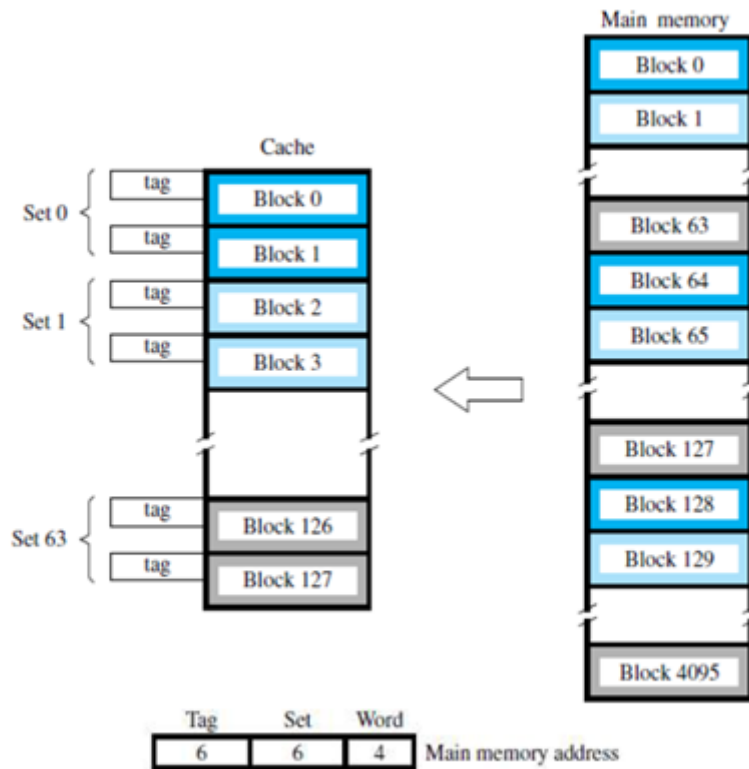 Main memory
Block 0
Block 1
Cache
tag
Set 0
Block 0
tag
Block 1
tag
Set 1
Block 2
tag
Block 3
Block 63
Block 64
Block 65
tag
Set 63
Block 126
tag
Block 127
Block 127
Block 128
Block 129
Block 4095
Tag Set Word
6 6 4 Main memory address